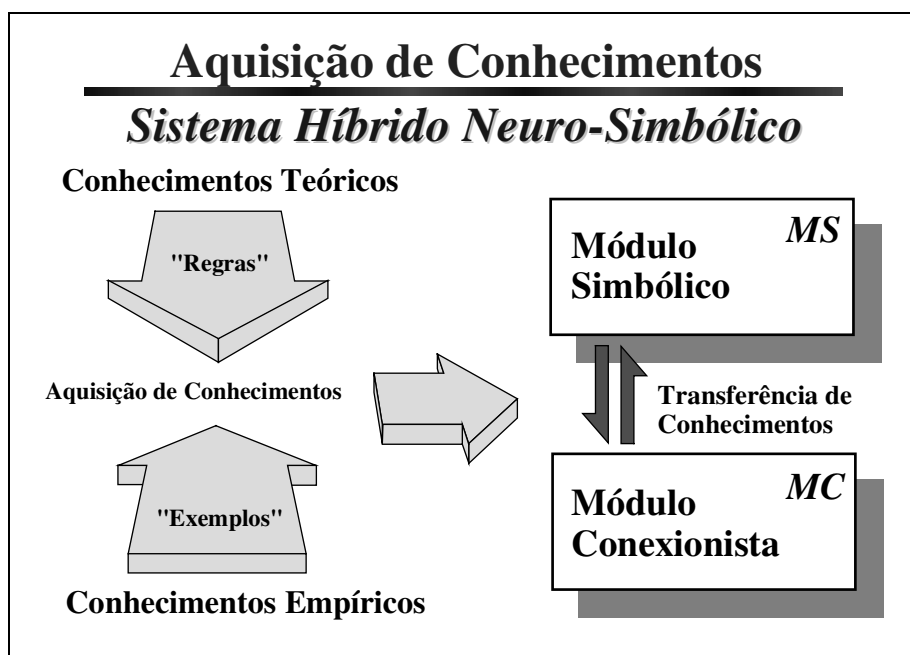 Aquisição de Conhecimentos
Sistema Híbrido Neuro-Simbólico
Conhecimentos Teóricos
"Regras"
Aquisição de Conhecimentos
"Exemplos"
Conhecimentos Empíricos
MS
Módulo
Simbólico
Transferência de
Conhecimentos
MC
Módulo
Conexionista